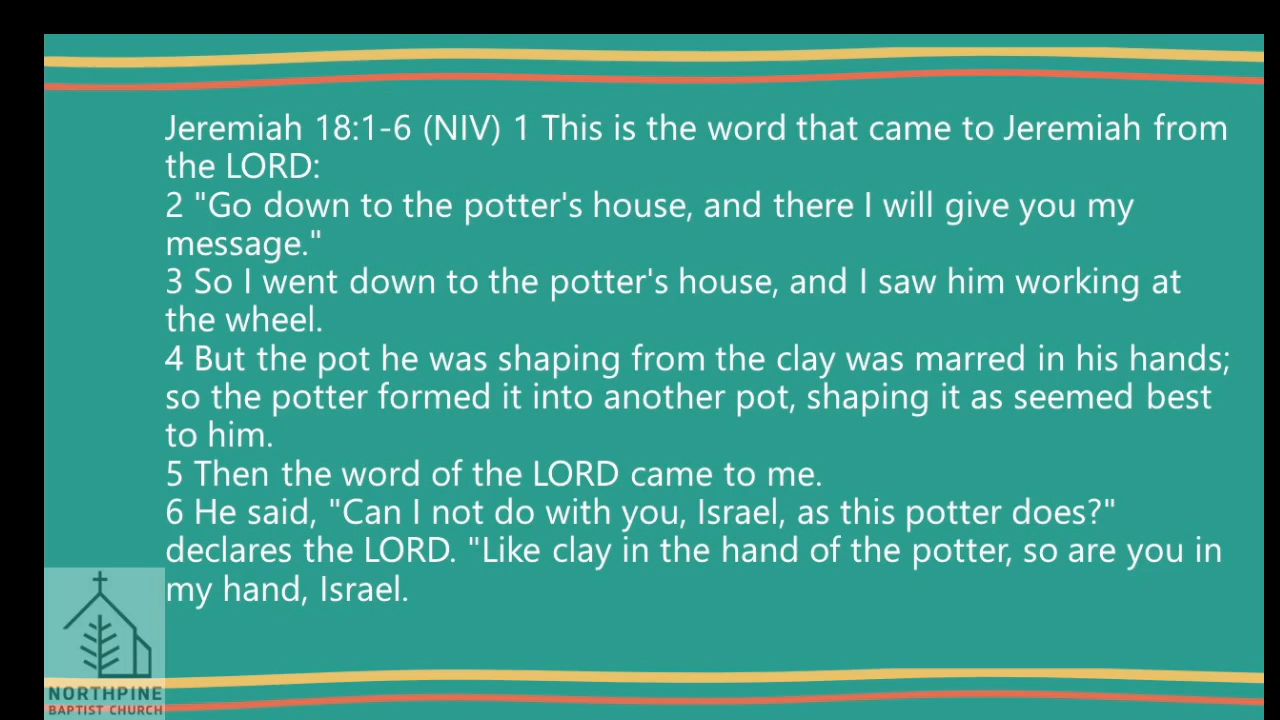 Jeremiah 18:1-6 (NIV) 1 This is the word that came to Jeremiah from
the LORD:
2 "Go down to the potter's house, and there I will give you my
message."
3 So I went down to the potter's house, and I saw him working at
the wheel.
4 But the pot he was shaping from the clay was marred in his hands;
so the potter formed it into another pot, shaping it as seemed best
to him.
5 Then the word of the LORD came to me.
6 He said, "Can I not do with you, Israel, as this potter does?"
declares the LORD. "Like clay in the hand of the potter, so are you in
my hand, Israel.
NORTHPINE
BAPTIST CHURCH